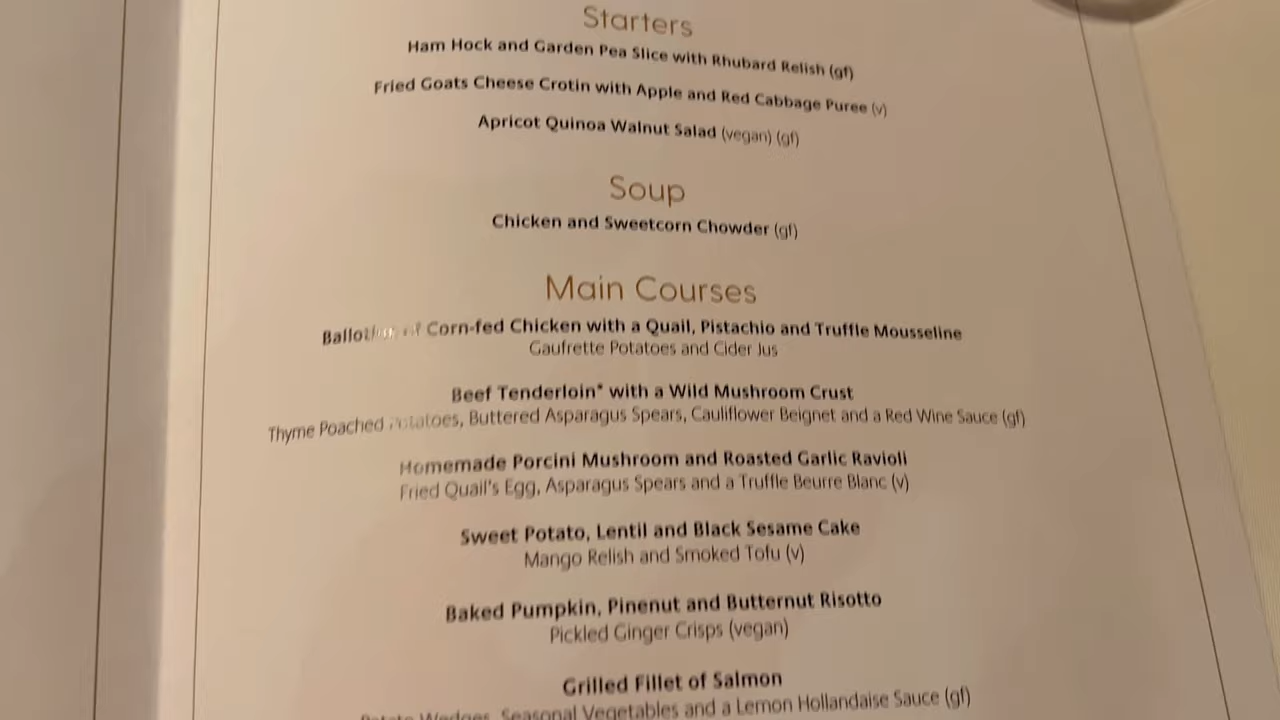 Starters
Ham Hock and Garden Pea Slice with Rhubard Relish (gf)
Fried Goats Cheese Crotin with Apple and Red Cabbage Puree (v)
Apricot Quinoa Walnut Salad (vegan) (gf)
Soup
Chicken and Sweetcorn Chowder (gf)
Main Courses
Corn-fed Chicken with a Quail, Pistachio and Truffle Mousseline
Gaufrette Potatoes and Cider Jus
Beef Tenderloin* with a Wild Mushroom Crust
Thyme Poached Potatoes, Buttered Asparagus Spears, Cauliflower Beignet and a Red Wine Sauce (gf)
Homemade Porcini Mushroom and Roasted Garlic Ravioli
Fried Quail's Egg, Asparagus Spears and a Truffle Beurre Blanc (v)
Sweet Potato, Lentil and Black Sesame Cake
Mango Relish and Smoked Tofu (v)
Baked Pumpkin, Pinenut and Butternut Risotto
Pickled Ginger Crisps (vegan)
Grilled Fillet of Salmon
Potato Wedges, Seasonal Vegetables and a Lemon Hollandaise Sauce (gf)